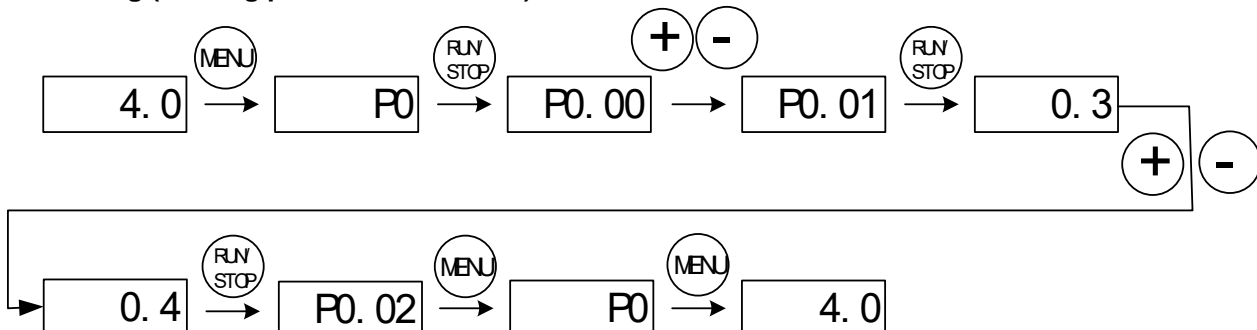 MENU RUN/ STOP + - RUN/ STOP
4. 0 P0 P0. 00 P0. 01 0. 3
+ -
RUN/ STOP MENU MENU
0. 4 P0. 02 P0 4. 0